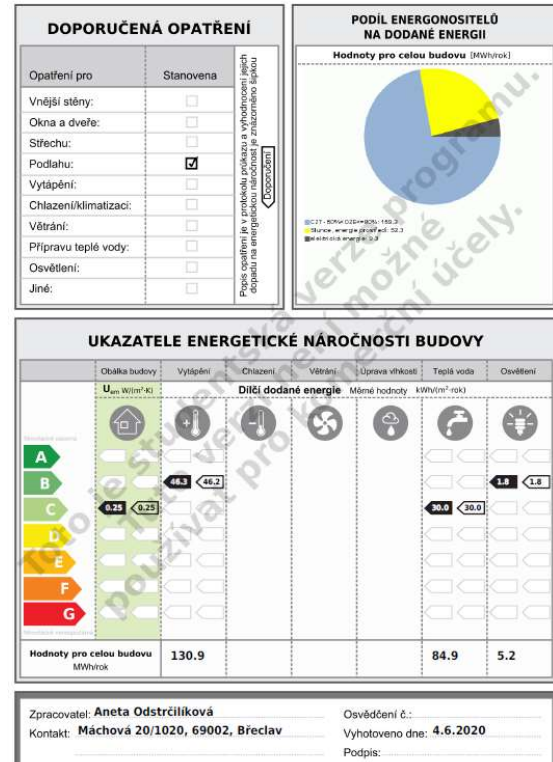 DOPORUČENÁ OPATŘENÍ
Opatření pro Stanovena
Vnější stěny:
Okna a dveře:
Střechu:
Podlahu:
Vytápění:
Chlazení/klimatizaci:
Větrání:
Přípravu teplé vody:
Osvětlení:
Jiné:
Popis opatření je v protokolu průkazu a vyhodnocení jejich
dopadu na energetickou náročnost je znázorněno šipkou
Doporučení
PODÍL ENERGONOSITELŮ
NA DODANÉ ENERGII
Hodnoty pro celou budovu [MWh/rok]
Slunce, energie prostředí: 52.3
UKAZATELE ENERGETICKÉ NÁROČNOSTI BUDOVY
Obálka budovy Vytápění Chlazení Větrání Úprava vlhkosti Teplá voda Osvětlení
Uem W/(m²·K) Dílčí dodané energie Měrné hodnoty kWh/(m²·rok)
A
B 46.3 46.2 1.8 1.8
C 0.25 0.25 30.0 30.0
D
E
F
G
Hodnoty pro celou budovu 130.9 84.9 5.2
MWh/rok
Zpracovatel: Aneta Odstrčilíková
Kontakt: Máchová 20/1020, 69002, Břeclav
Osvědčení č.:
Vyhotoveno dne: 4.6.2020
Podpis:
Toto je studentská verze programu.
Tuto verzi není možné
používat pro komerční účely.